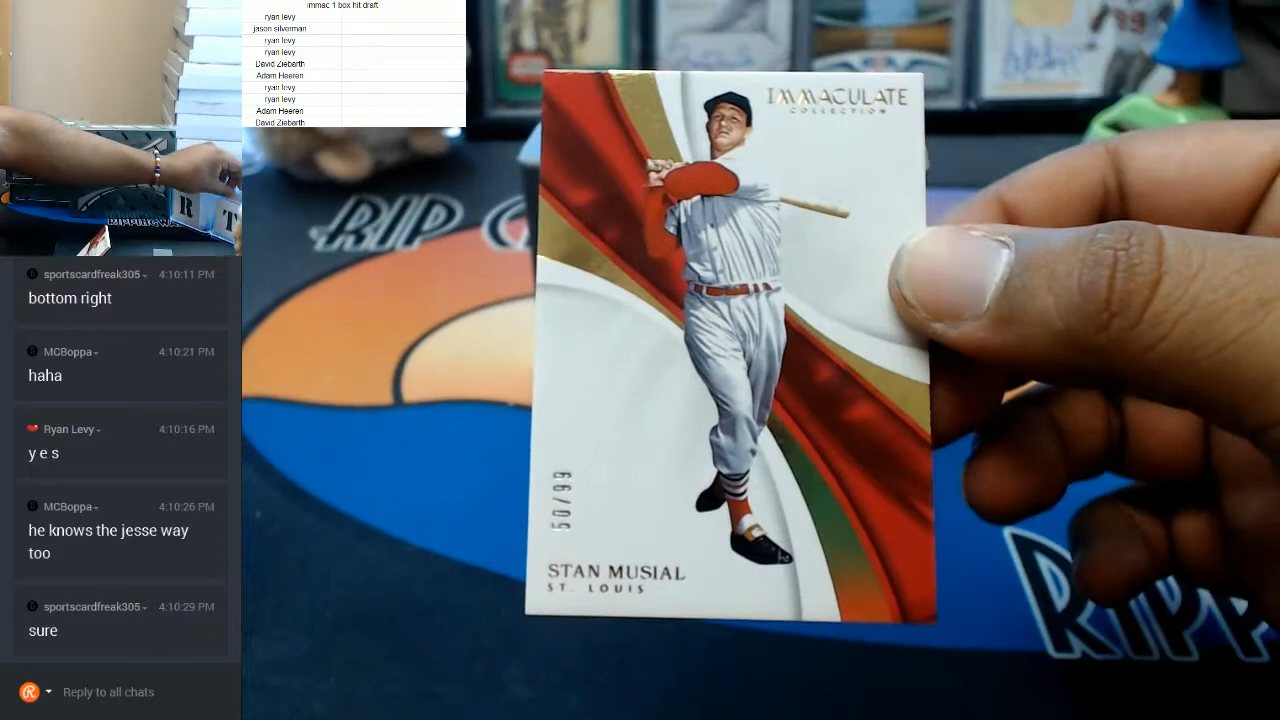 immac 1 box hit draft
ryan levy
jason silverman
ryan levy
ryan levy
David Ziebarth
Adam Heeren
ryan levy
ryan levy
Adam Heeren
David Ziebarth
R T
sportscardfreak305 4:10:11 PM
bottom right
MCBoppa 4:10:21 PM
haha
Ryan Levy 4:10:16 PM
y e s
MCBoppa 4:10:26 PM
he knows the jesse way
too
sportscardfreak305 4:10:29 PM
sure
Reply to all chats
RIP
IMMACULATE
COLLECTION
50/99
STAN MUSIAL
ST. LOUIS
RIPP